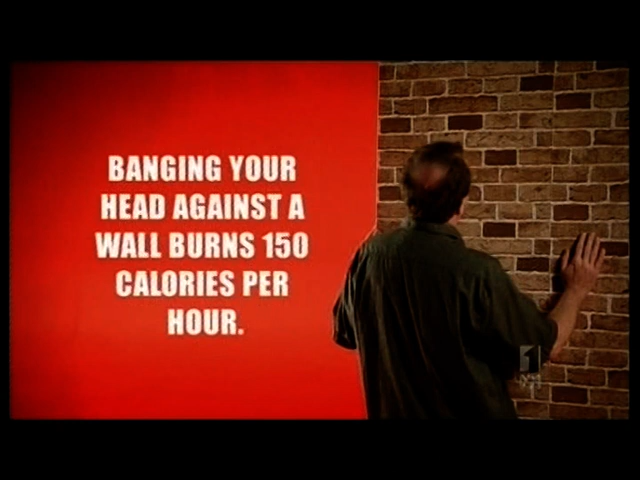 BANGING YOUR
HEAD AGAINST A
WALL BURNS 150
CALORIES PER
HOUR.